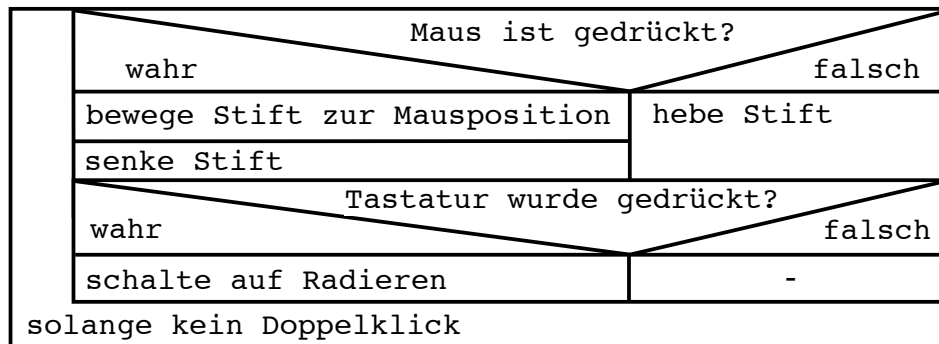 Maus ist gedrückt?
wahr falsch
bewege Stift zur Mausposition hebe Stift
senke Stift
Tastatur wurde gedrückt?
wahr falsch
schalte auf Radieren -
solange kein Doppelklick